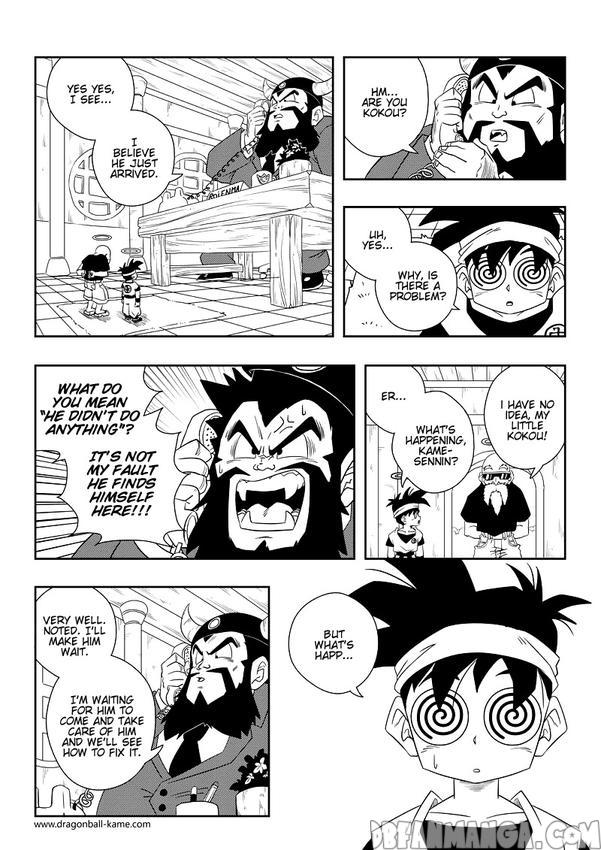 YES YES,
I SEE...
I
BELIEVE
HE JUST
ARRIVED.
HM...
ARE YOU
KOKOU?
UH,
YES...
WHY, IS
THERE A
PROBLEM?
WHAT DO
YOU MEAN
"HE DIDN'T DO
ANYTHING"?
IT'S NOT
MY FAULT
HE FINDS
HIMSELF
HERE!!!
ER...
WHAT'S
HAPPENING,
KAME-
SENNIN?
I HAVE NO
IDEA, MY
LITTLE
KOKOU!
VERY WELL.
NOTED. I'LL
MAKE HIM
WAIT.
I'M WAITING
FOR HIM TO
COME AND TAKE
CARE OF HIM
AND WE'LL SEE
HOW TO FIX IT.
BUT
WHAT'S
HAPP...
www.dragonball-kame.com
DBFANMANGA.COM